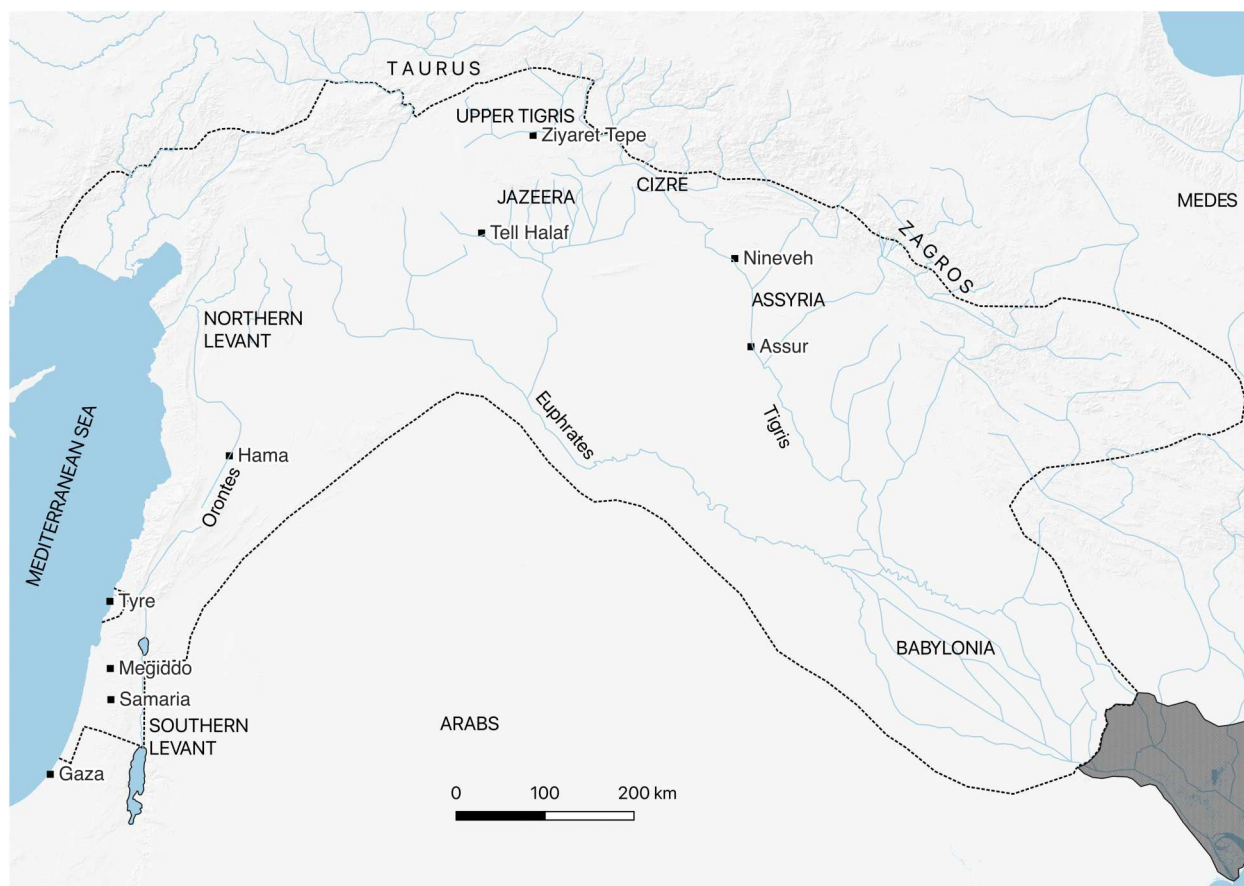 TAURUS
UPPER TIGRIS
Ziyaret Tepe
CIZRE
JAZEERA
MEDES
Tell Halaf
ZAGROS
Nineveh
ASSYRIA
NORTHERN
LEVANT
Assur
Euphrates
Tigris
MEDITERRANEAN SEA
Hama
Orontes
Tyre
BABYLONIA
Megiddo
Samaria
SOUTHERN
LEVANT
ARABS
Gaza
0 100 200 km